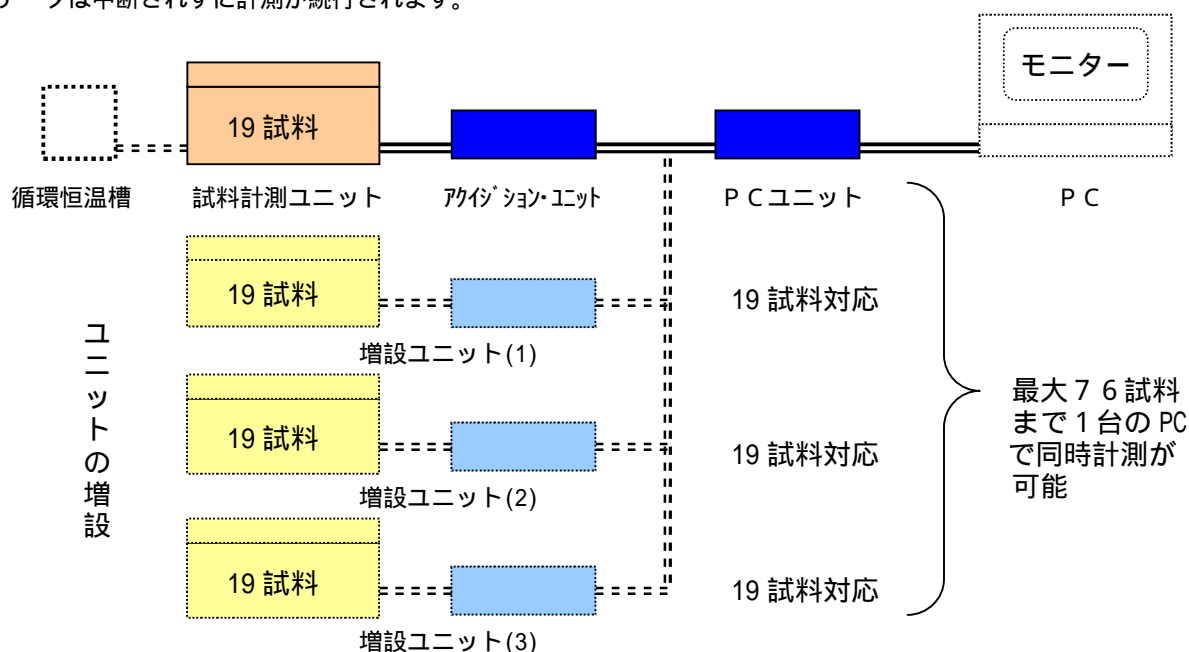 は中断されずに計測が続行されます。
モニター
19 試料
循環恒温槽
試料計測ユニット
ｱｸｲｼﾞｼｮﾝ･ﾕﾆｯﾄ
ＰＣユニット
ＰＣ
19 試料
19 試料対応
増設ユニット(1)
ユニットの増設
19 試料
19 試料対応
増設ユニット(2)
最大７６試料
まで１台の PC
で同時計測が
可能
19 試料
19 試料対応
増設ユニット(3)